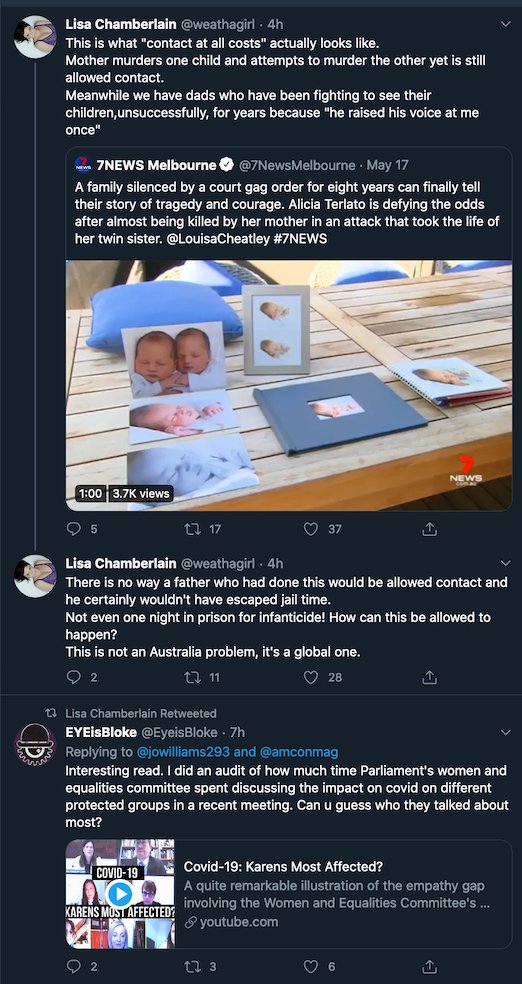 Lisa Chamberlain @weathagirl · 4h
This is what "contact at all costs" actually looks like.
Mother murders one child and attempts to murder the other yet is still
allowed contact.
Meanwhile we have dads who have been fighting to see their
children,unsuccessfully, for years because "he raised his voice at me
once"
7NEWS Melbourne @7NewsMelbourne · May 17
A family silenced by a court gag order for eight years can finally tell
their story of tragedy and courage. Alicia Terlato is defying the odds
after almost being killed by her mother in an attack that took the life of
her twin sister. @LouisaCheatley #7NEWS
7
NEWS
com.au
1:00 3.7K views
5 17 37
Lisa Chamberlain @weathagirl · 4h
There is no way a father who had done this would be allowed contact and
he certainly wouldn't have escaped jail time.
Not even one night in prison for infanticide! How can this be allowed to
happen?
This is not an Australia problem, it's a global one.
2 11 28
Lisa Chamberlain Retweeted
EYEisBloke @EyeisBloke · 7h
Replying to @jowilliams293 and @amconmag
Interesting read. I did an audit of how much time Parliament's women and
equalities committee spent discussing the impact on covid on different
protected groups in a recent meeting. Can u guess who they talked about
most?
COVID-19
KARENS MOST AFFECTED?
Covid-19: Karens Most Affected?
A quite remarkable illustration of the empathy gap
involving the Women and Equalities Committee's ...
youtube.com
2 3 6